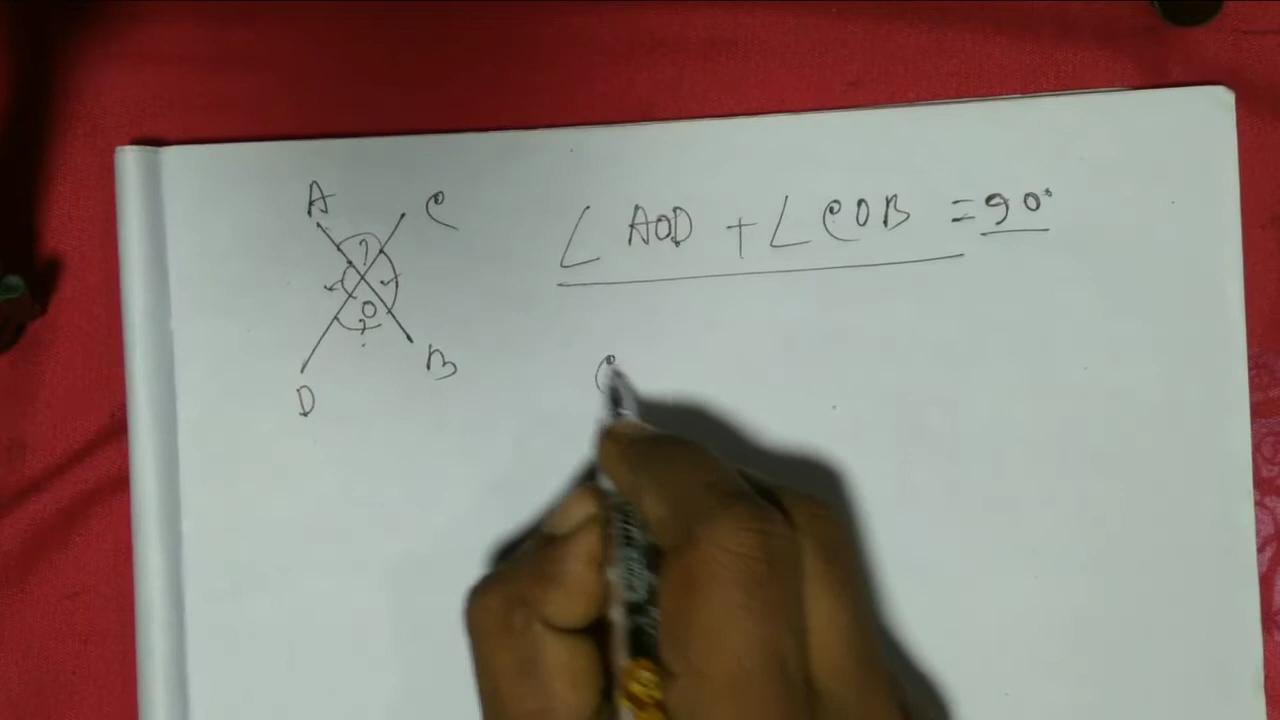 A C
∠AOD + ∠COB = 90°
?
O
?
B
D
C